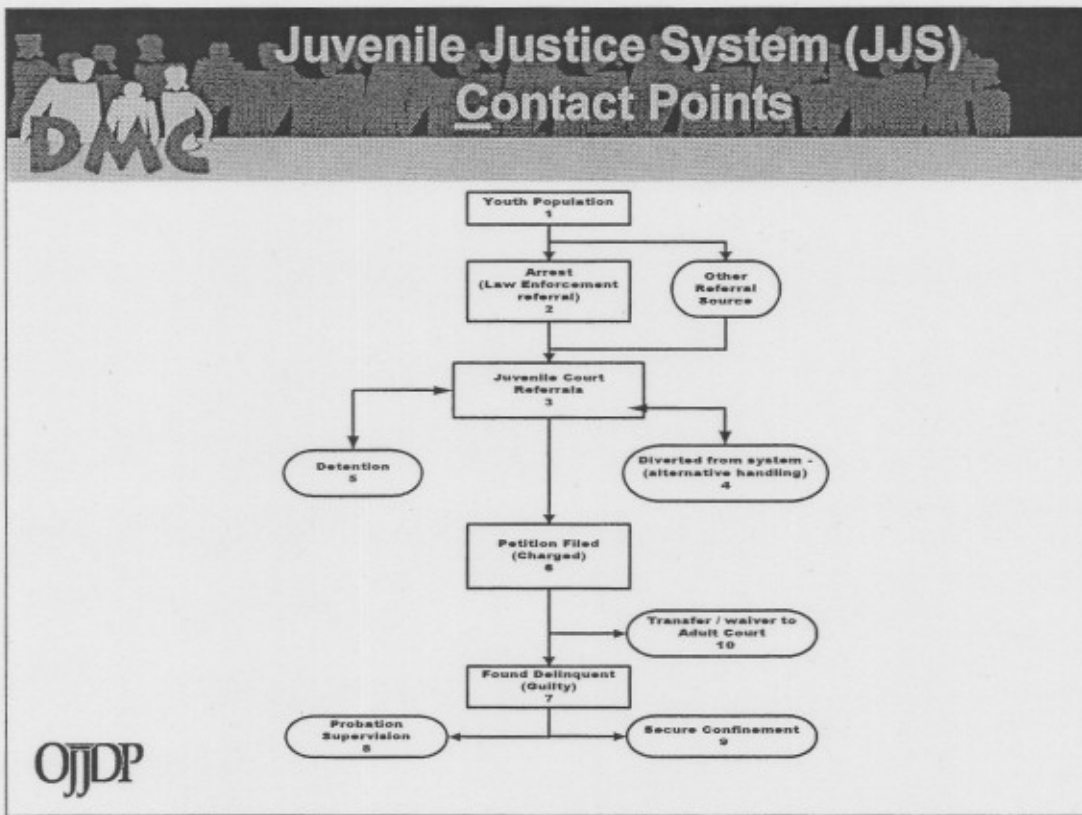 Juvenile Justice System (JJS)
Contact Points
DMC
Youth Population
1
Arrest
(Law Enforcement
referral)
2
Other
Referral
Source
Juvenile Court
Referrals
3
Detention
5
Diverted from system -
(alternative handling)
4
Petition Filed
(Charged)
6
Transfer / waiver to
Adult Court
10
Found Delinquent
(Guilty)
7
Probation
Supervision
8
Secure Confinement
9
OJJDP